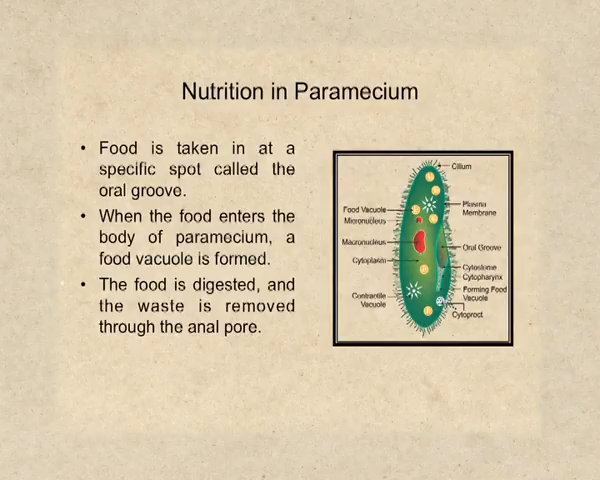 Nutrition in Paramecium
• Food is taken in at a
specific spot called the
oral groove.
• When the food enters the
body of paramecium, a
food vacuole is formed.
• The food is digested, and
the waste is removed
through the anal pore.
Cilium
Food Vacuole
Micronucleus
Macronucleus
Cytoplasm
Contractile
Vacuole
Plasma
Membrane
Oral Groove
Cytostome
Cytopharynx
Forming Food
Vacuole
Cytoproct